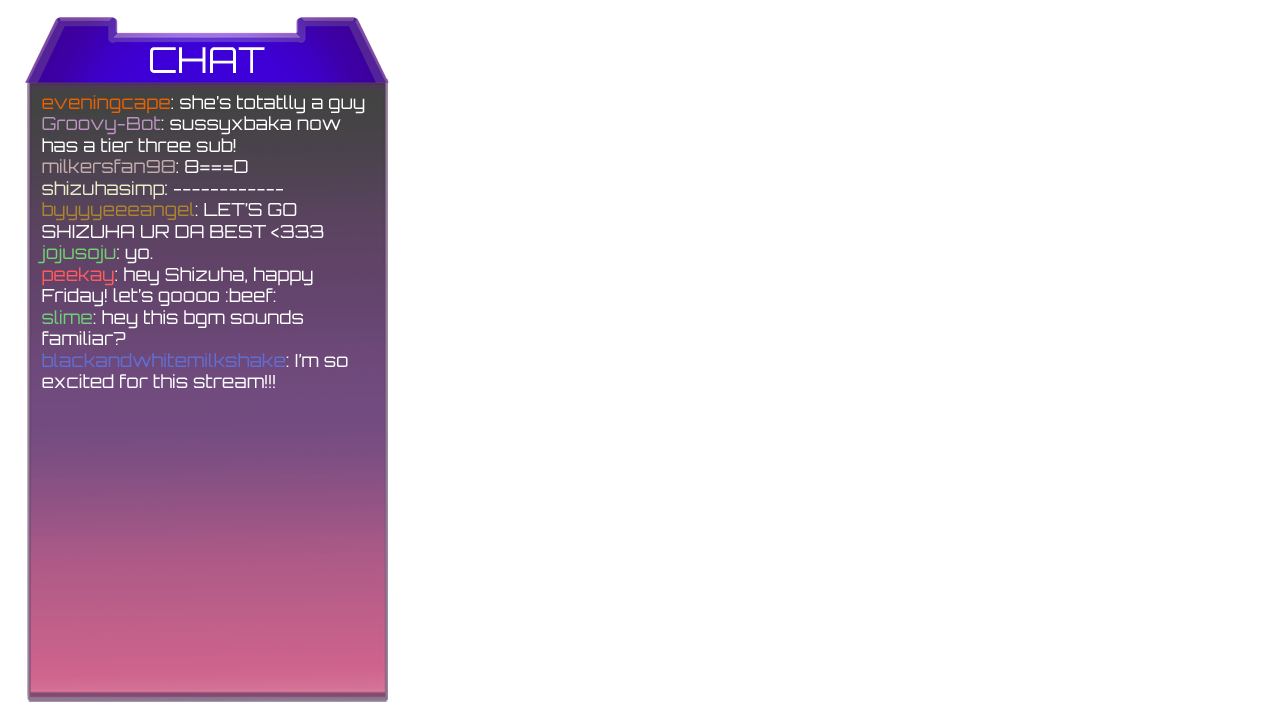 CHAT
eveningcape: she's totatlly a guy
Groovy-Bot: sussyxbaka now
has a tier three sub!
milkersfan98: 8===D
shizuhasimp: ------------
byyyyeeeangel: LET'S GO
SHIZUHA UR DA BEST <333
jojusoju: yo.
peekay: hey Shizuha, happy
Friday! let's goooo :beef:
slime: hey this bgm sounds
familiar?
blackandwhitemilkshake: I'm so
excited for this stream!!!